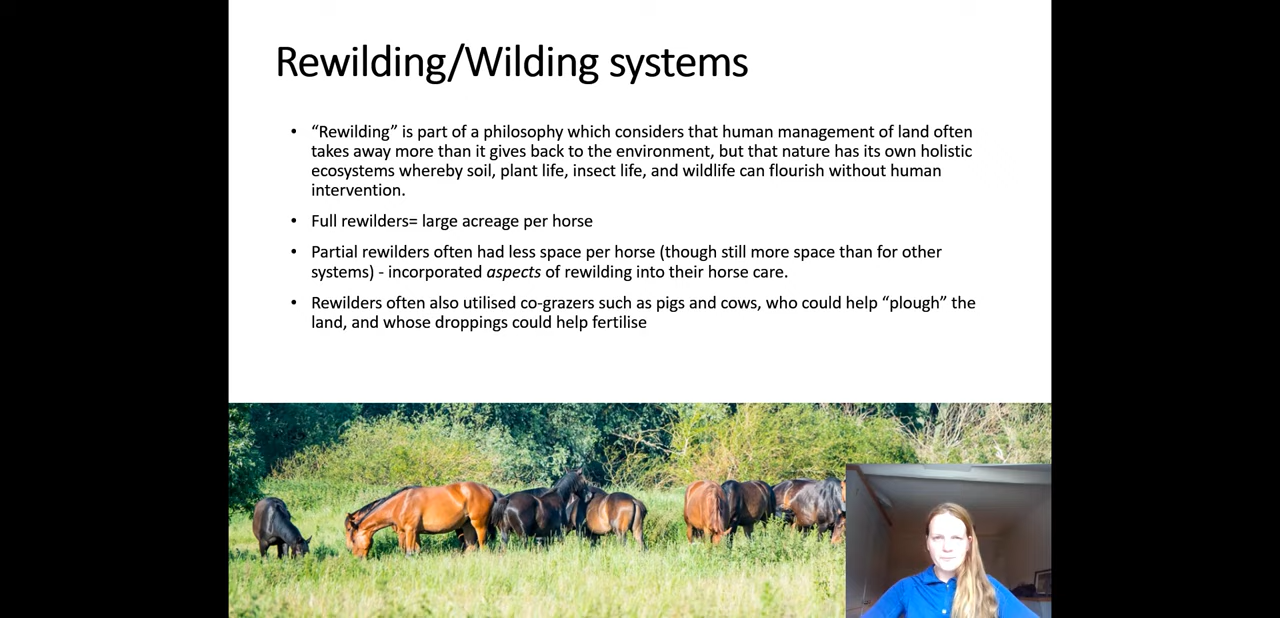 Rewilding/Wilding systems
• “Rewilding” is part of a philosophy which considers that human management of land often
takes away more than it gives back to the environment, but that nature has its own holistic
ecosystems whereby soil, plant life, insect life, and wildlife can flourish without human
intervention.
• Full rewilders= large acreage per horse
• Partial rewilders often had less space per horse (though still more space than for other
systems) - incorporated aspects of rewilding into their horse care.
• Rewilders often also utilised co-grazers such as pigs and cows, who could help “plough” the
land, and whose droppings could help fertilise